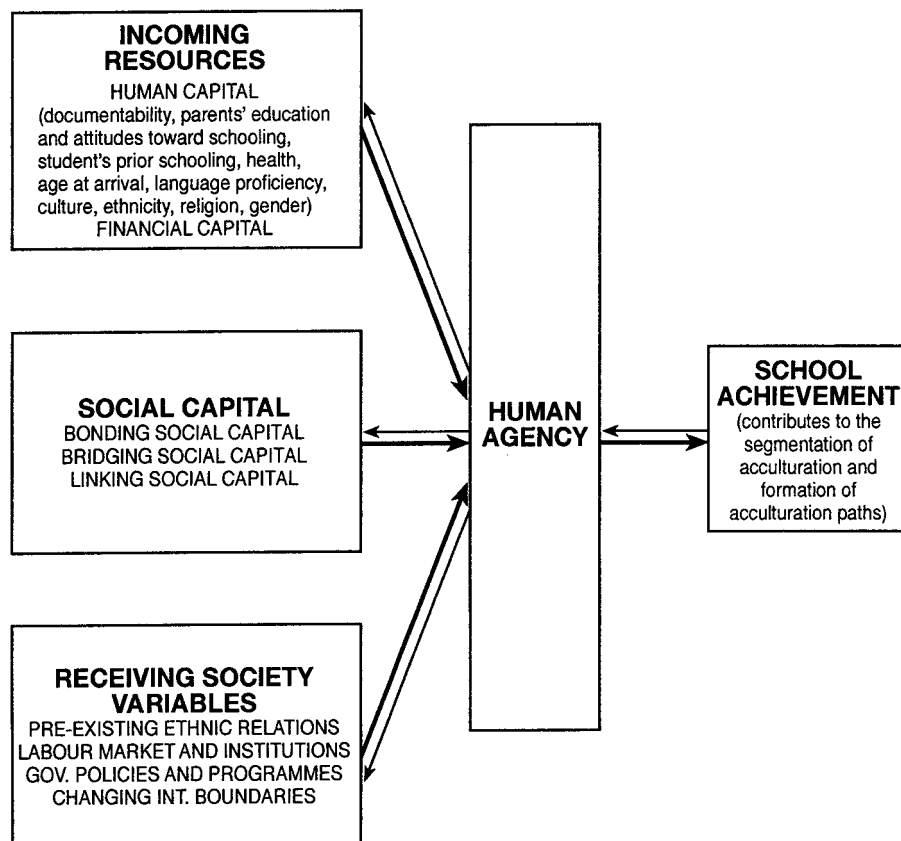 INCOMING
RESOURCES
HUMAN CAPITAL
(documentability, parents' education
and attitudes toward schooling,
student's prior schooling, health,
age at arrival, language proficiency,
culture, ethnicity, religion, gender)
FINANCIAL CAPITAL
SOCIAL CAPITAL
BONDING SOCIAL CAPITAL
BRIDGING SOCIAL CAPITAL
LINKING SOCIAL CAPITAL
RECEIVING SOCIETY
VARIABLES
PRE-EXISTING ETHNIC RELATIONS
LABOUR MARKET AND INSTITUTIONS
GOV. POLICIES AND PROGRAMMES
CHANGING INT. BOUNDARIES
HUMAN
AGENCY
SCHOOL
ACHIEVEMENT
(contributes to the
segmentation of
acculturation and
formation of
acculturation paths)